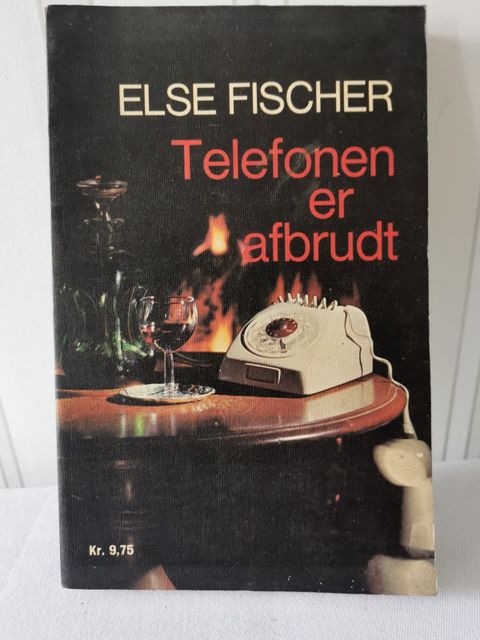 ELSE FISCHER
Telefonen
er
afbrudt
Kr. 9,75